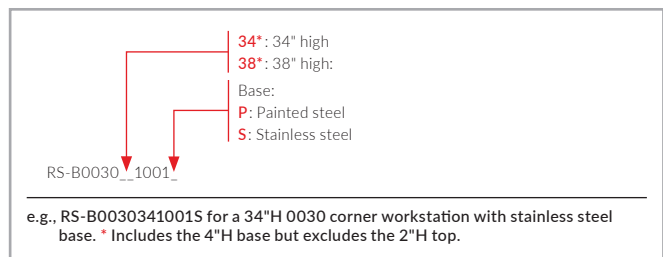 34*: 34" high
38*: 38" high:
Base:
P: Painted steel
S: Stainless steel
RS-B0030__1001_
e.g., RS-B0030341001S for a 34"H 0030 corner workstation with stainless steel
base. * Includes the 4"H base but excludes the 2"H top.